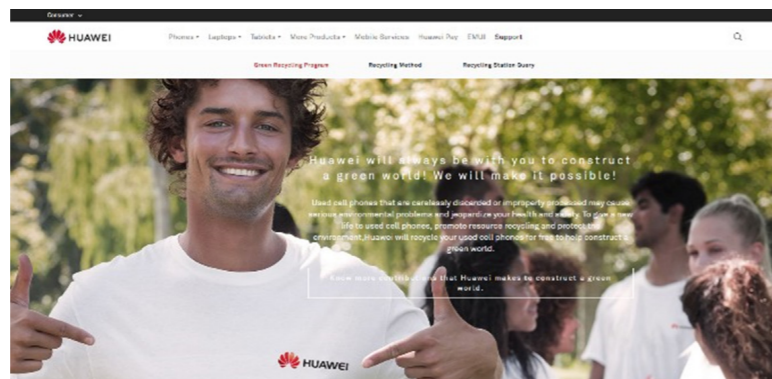 Consumer
HUAWEI
Phones Laptops Tablets More Products Mobile Services Huawei Pay EMUI Support
Green Recycling Program Recycling Method Recycling Station Query
Huawei will always be with you to construct
a green world! We will make it possible!
Used cell phones that are carelessly discarded or improperly processed may cause
serious environmental problems and jeopardize your health and safety. To give a new
life to used cell phones, promote resource recycling and protect the
environment,Huawei will recycle your used cell phones for free to help construct a
green world.
Know more contributions that Huawei makes to construct a green
world.
HUAWEI